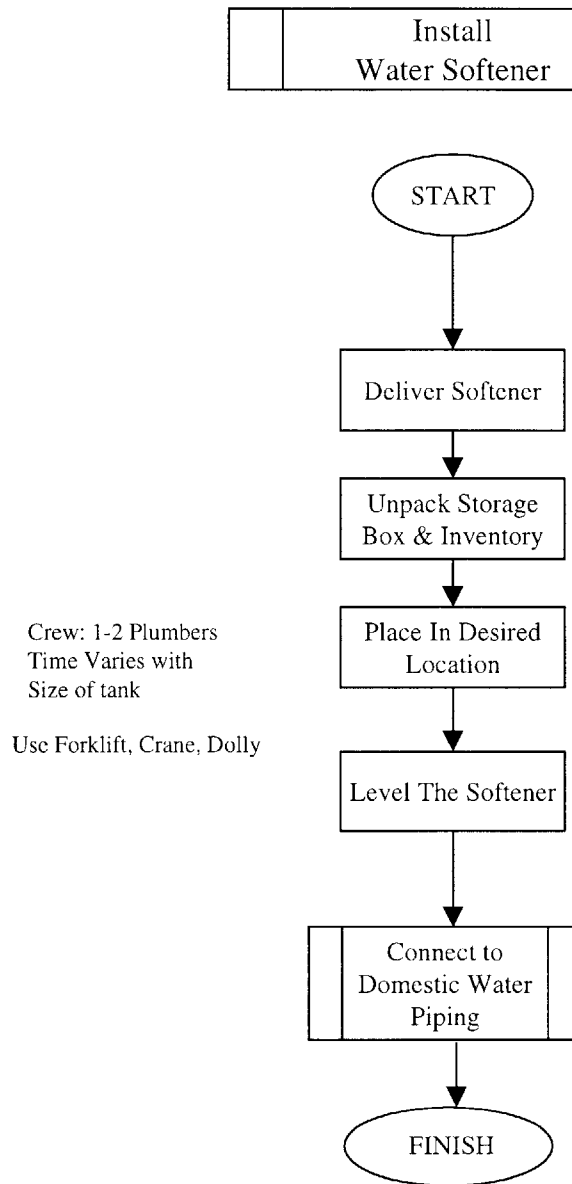 Install
Water Softener
START
Deliver Softener
Unpack Storage
Box & Inventory
Crew: 1-2 Plumbers
Time Varies with
Size of tank
Place In Desired
Location
Use Forklift, Crane, Dolly
Level The Softener
Connect to
Domestic Water
Piping
FINISH